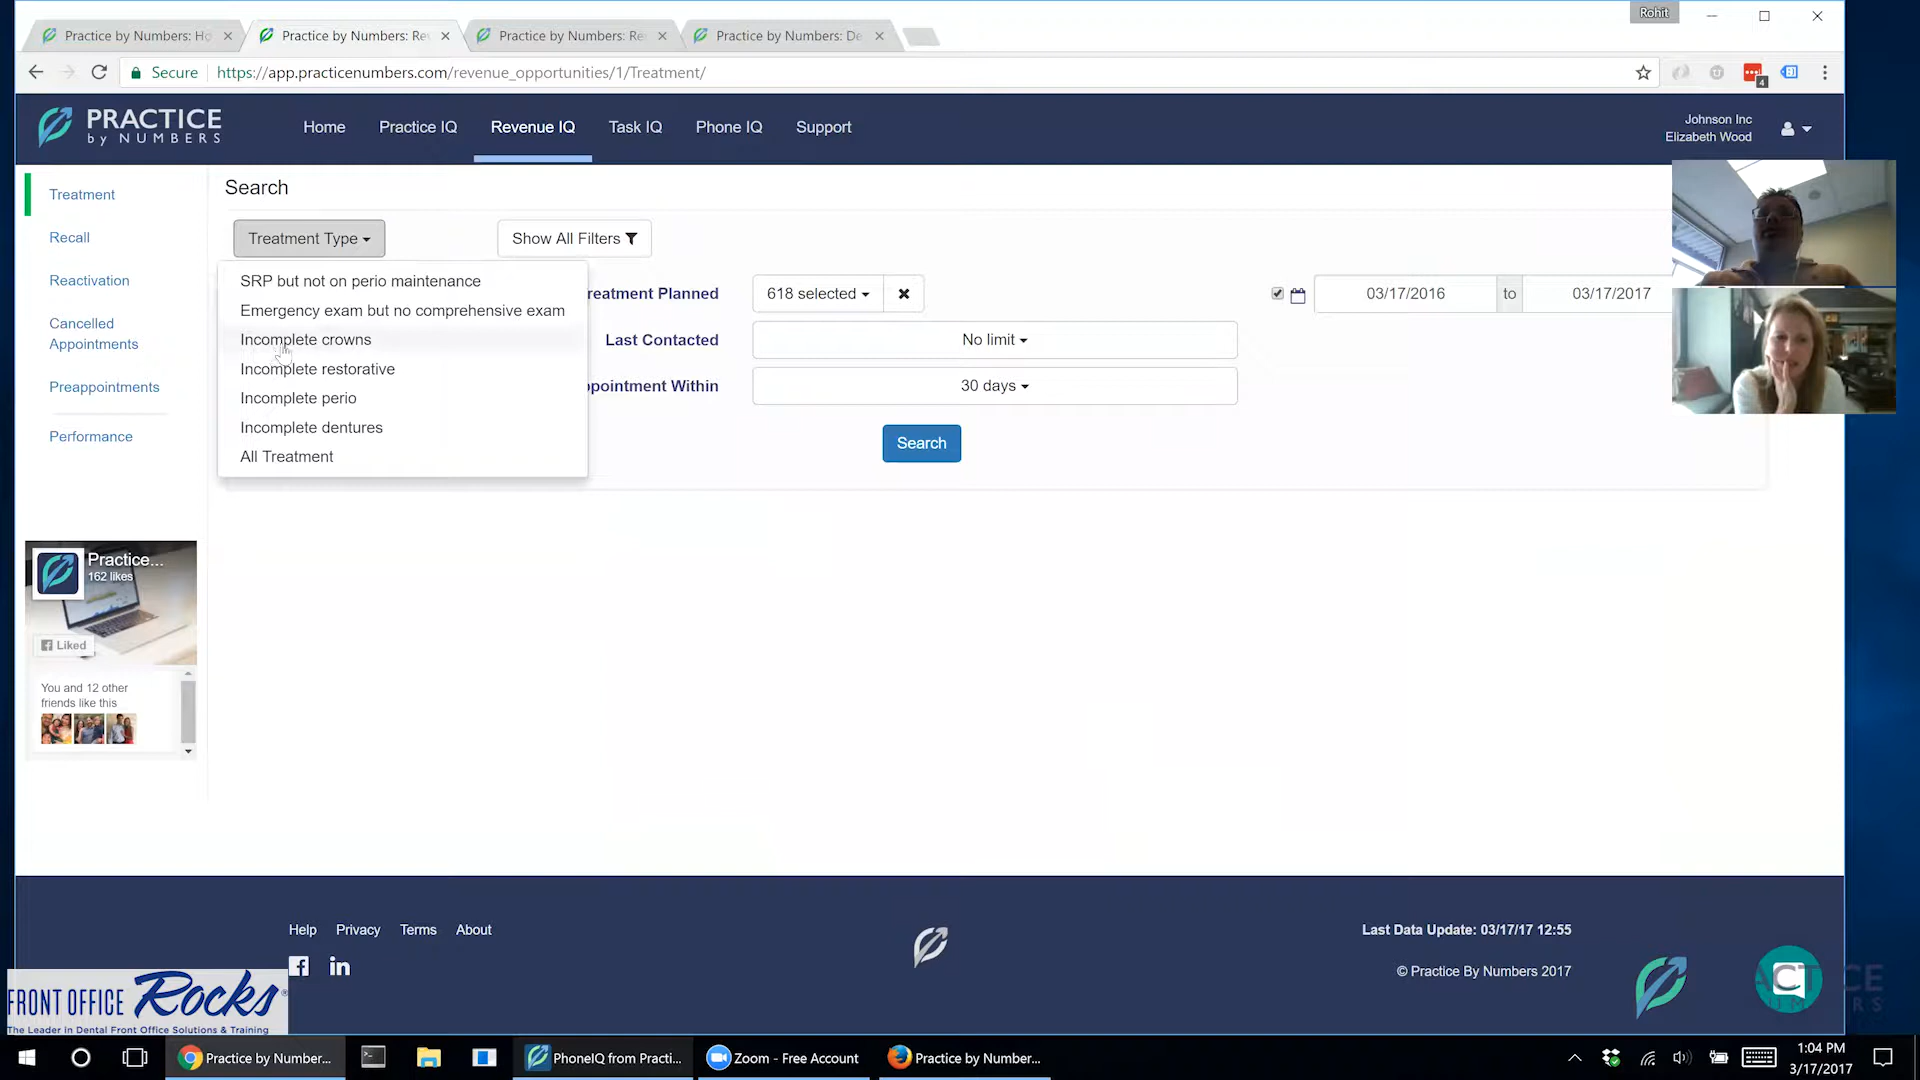 Rohit
Practice by Numbers: Ho
Practice by Numbers: Re
Practice by Numbers: Re
Practice by Numbers: De
Secure
https://app.practicenumbers.com/revenue_opportunities/1/Treatment/
4
PRACTICE
by NUMBERS
Home
Practice IQ
Revenue IQ
Task IQ
Phone IQ
Support
Johnson Inc
Elizabeth Wood
Treatment
Recall
Reactivation
Cancelled
Appointments
Preappointments
Performance
Search
Treatment Type
Show All Filters
SRP but not on perio maintenance
Emergency exam but no comprehensive exam
Incomplete crowns
Incomplete restorative
Incomplete perio
Incomplete dentures
All Treatment
reatment Planned
618 selected
03/17/2016
to
03/17/2017
Last Contacted
No limit
ppointment Within
30 days
Search
Practice...
162 likes
Liked
You and 12 other
friends like this
Help
Privacy
Terms
About
Last Data Update: 03/17/17 12:55
© Practice By Numbers 2017
FRONT OFFICE Rocks
The Leader in Dental Front Office Solutions & Training
Practice by Number...
PhoneIQ from Practi...
Zoom - Free Account
Practice by Number...
1:04 PM
3/17/2017